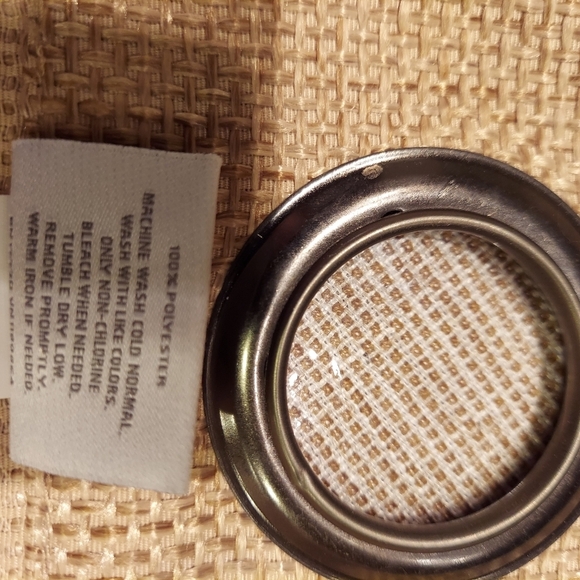 100% POLYESTER
MACHINE WASH COLD NORMAL.
WASH WITH LIKE COLORS.
ONLY NON-CHLORINE
BLEACH WHEN NEEDED.
TUMBLE DRY LOW.
REMOVE PROMPTLY.
WARM IRON IF NEEDED.